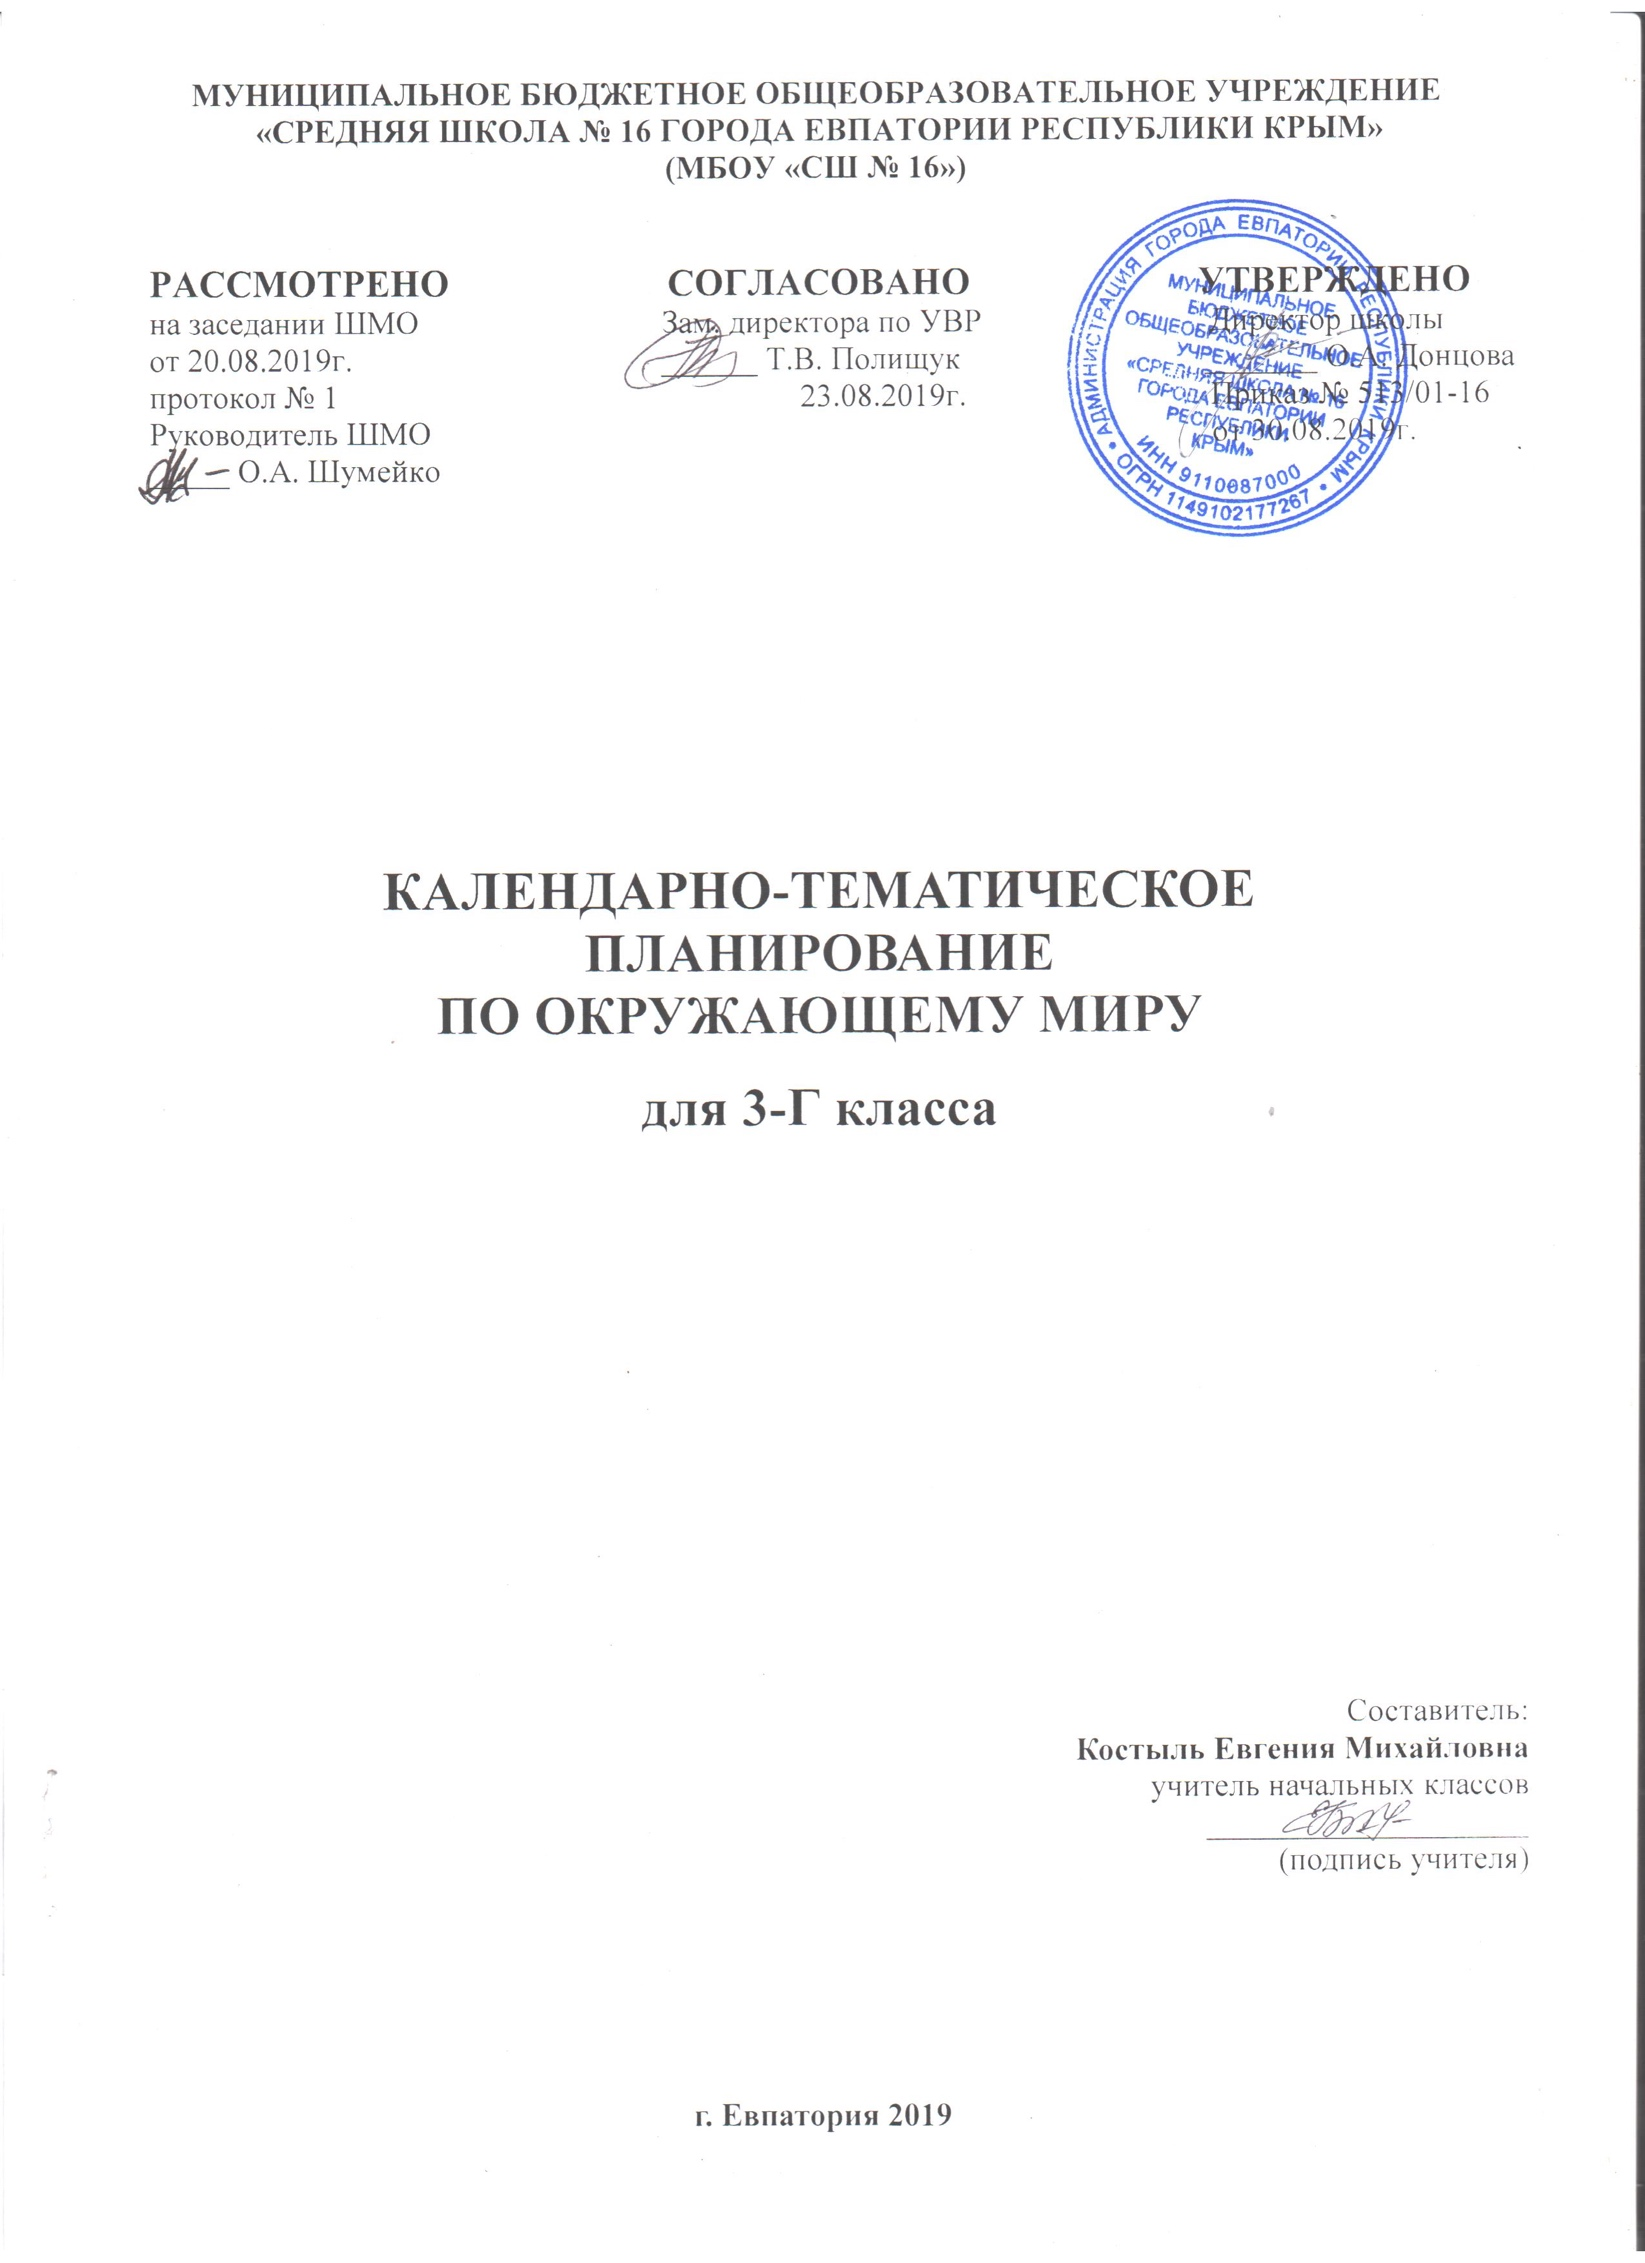 МУНИЦИПАЛЬНОЕ БЮДЖЕТНОЕ ОБЩЕОБРАЗОВАТЕЛЬНОЕ УЧРЕЖДЕНИЕ
«СРЕДНЯЯ ШКОЛА № 16 ГОРОДА ЕВПАТОРИИ РЕСПУБЛИКИ КРЫМ»
(МБОУ «СШ № 16»)
РАССМОТРЕНО
на заседании ШМО
от 20.08.2019г.
протокол № 1
Руководитель ШМО
О.А. Шумейко
СОГЛАСОВАНО
Зам. директора по УВР
Т.В. Полищук
23.08.2019г.
УТВЕРЖДЕНО
Директор школы
О.А. Донцова
Приказ № 513/01-16
от 30.08.2019г.
АДМИНИСТРАЦИЯ ГОРОДА ЕВПАТОРИИ РЕСПУБЛИКИ КРЫМ
ОГРН 1149102177267
МУНИЦИПАЛЬНОЕ
БЮДЖЕТНОЕ
ОБЩЕОБРАЗОВАТЕЛЬНОЕ
УЧРЕЖДЕНИЕ
«СРЕДНЯЯ ШКОЛА № 16
ГОРОДА ЕВПАТОРИИ
РЕСПУБЛИКИ
КРЫМ»
ИНН 9110087000
КАЛЕНДАРНО-ТЕМАТИЧЕСКОЕ
ПЛАНИРОВАНИЕ
ПО ОКРУЖАЮЩЕМУ МИРУ
для 3-Г класса
Составитель:
Костыль Евгения Михайловна
учитель начальных классов
(подпись учителя)
г. Евпатория 2019